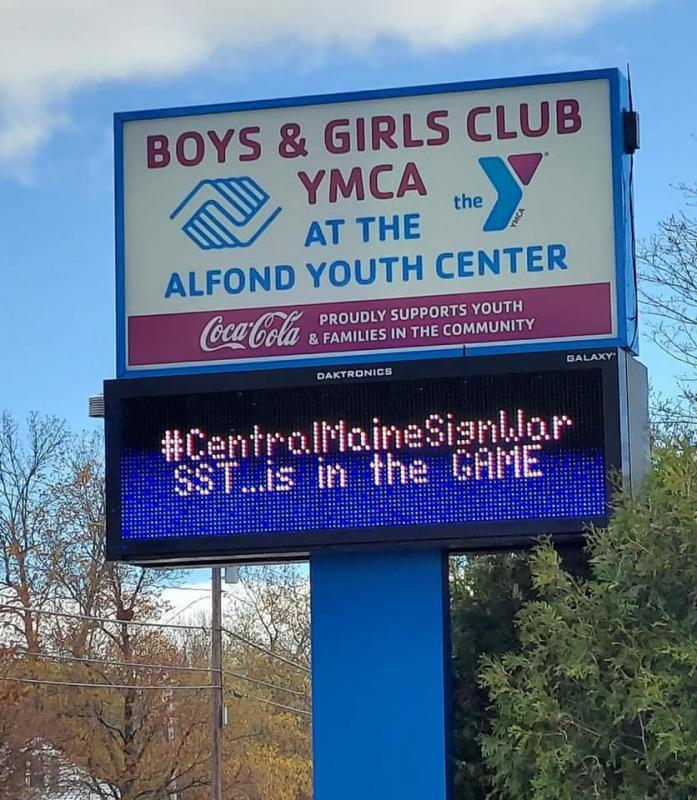 BOYS & GIRLS CLUB
YMCA
the
YMCA
AT THE
ALFOND YOUTH CENTER
Coca-Cola
PROUDLY SUPPORTS YOUTH
& FAMILIES IN THE COMMUNITY
DAKTRONICS
GALAXY®
#CentralMaineSignWar
SST...is in the GAME